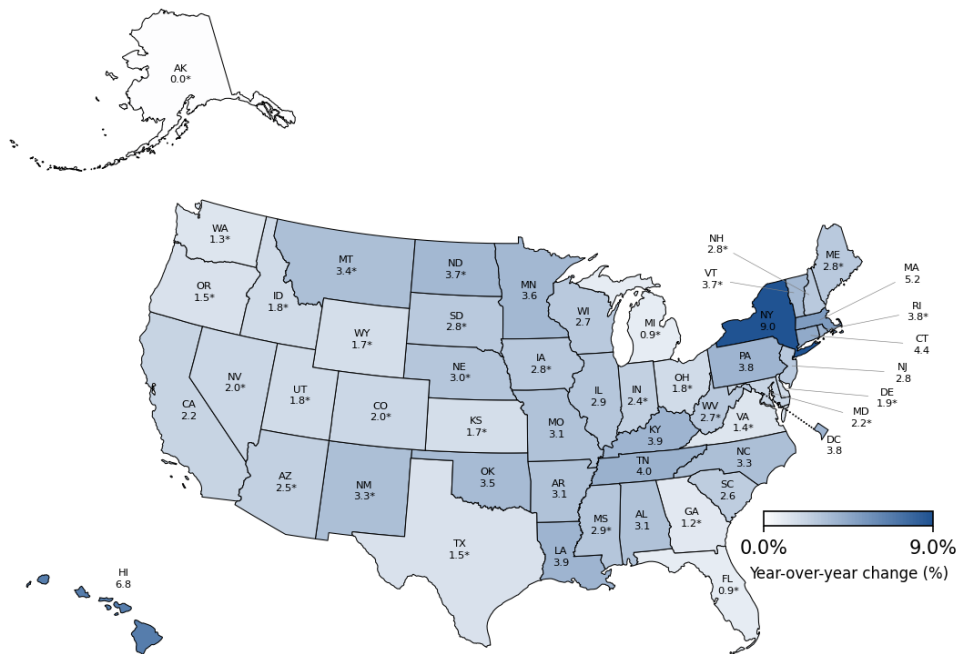 AK
0.0*
WA
1.3*
NH
2.8*
ME
2.8*
MA
5.2
MT
3.4*
ND
3.7*
VT
3.7*
OR
1.5*
ID
1.8*
MN
3.6
RI
3.8*
SD
2.8*
WI
2.7
MI
0.9*
NY
9.0
WY
1.7*
CT
4.4
IA
2.8*
PA
3.8
NE
3.0*
NJ
2.8
NV
2.0*
UT
1.8*
OH
1.8*
IL
2.9
IN
2.4*
DE
1.9*
CA
2.2
CO
2.0*
WV
2.7*
MD
2.2*
KS
1.7*
MO
3.1
VA
1.4*
KY
3.9
DC
3.8
NC
3.3
TN
4.0
AZ
2.5*
NM
3.3*
OK
3.5
AR
3.1
SC
2.6
MS
2.9*
AL
3.1
GA
1.2*
TX
1.5*
LA
3.9
0.0% 9.0%
Year-over-year change (%)
HI
6.8
FL
0.9*